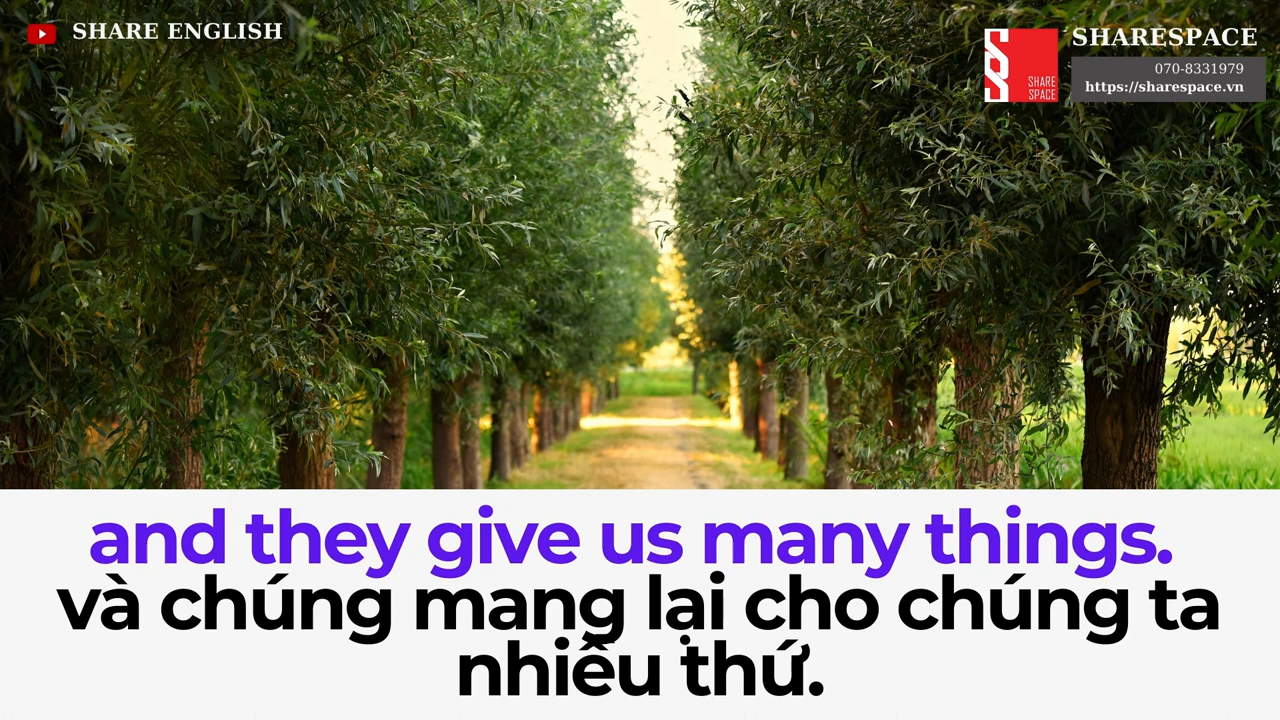 SHARE ENGLISH
SHARESPACE
070-8331979
https://sharespace.vn
SHARE
SPACE
and they give us many things.
và chúng mang lại cho chúng ta
nhiều thứ.